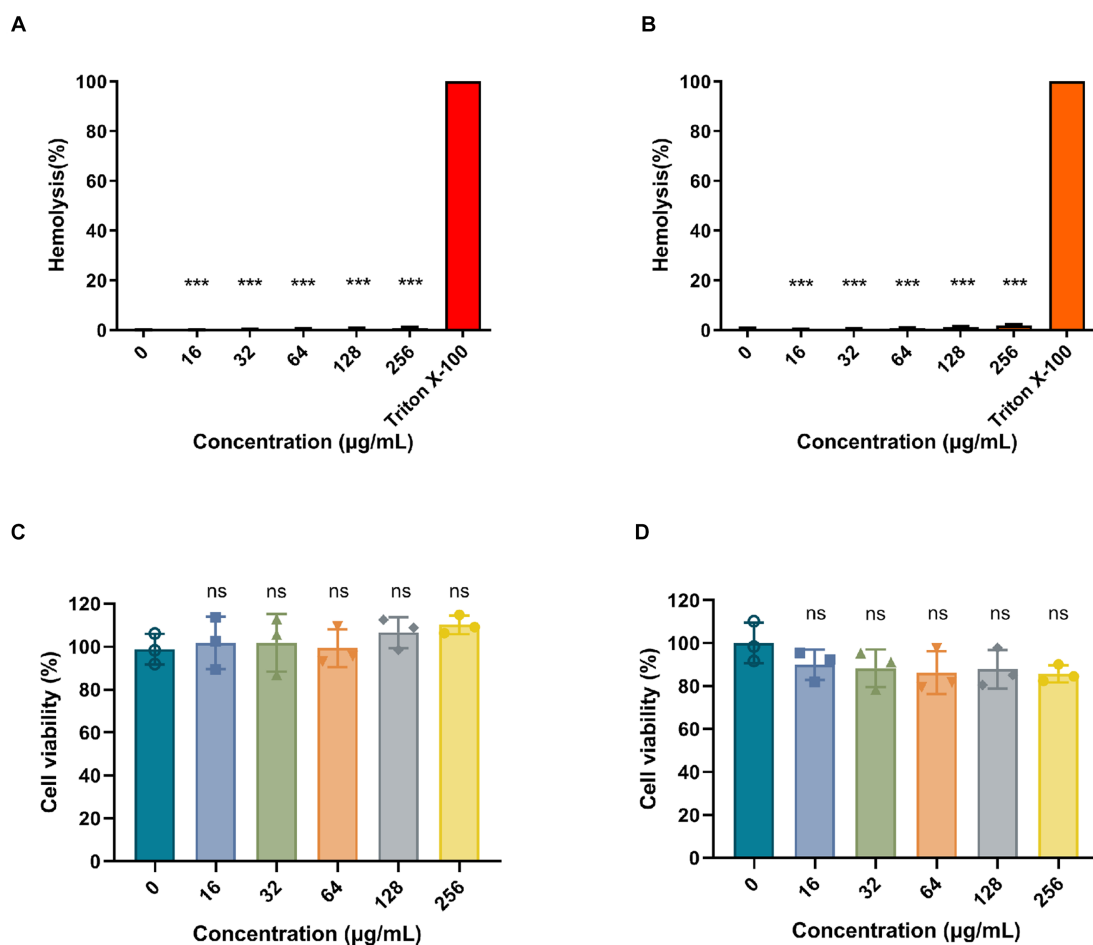 A
B
Hemolysis(%)
100
80
60
40
20
0
*** *** *** *** ***
0 16 32 64 128 256 Triton X-100
Concentration (µg/mL)
Hemolysis(%)
100
80
60
40
20
0
*** *** *** *** ***
0 16 32 64 128 256 Triton X-100
Concentration (µg/mL)
C
D
Cell viability (%)
120
100
80
60
40
20
0
ns ns ns ns ns
0 16 32 64 128 256
Concentration (µg/mL)
Cell viability (%)
120
100
80
60
40
20
0
ns ns ns ns ns
0 16 32 64 128 256
Concentration (µg/mL)